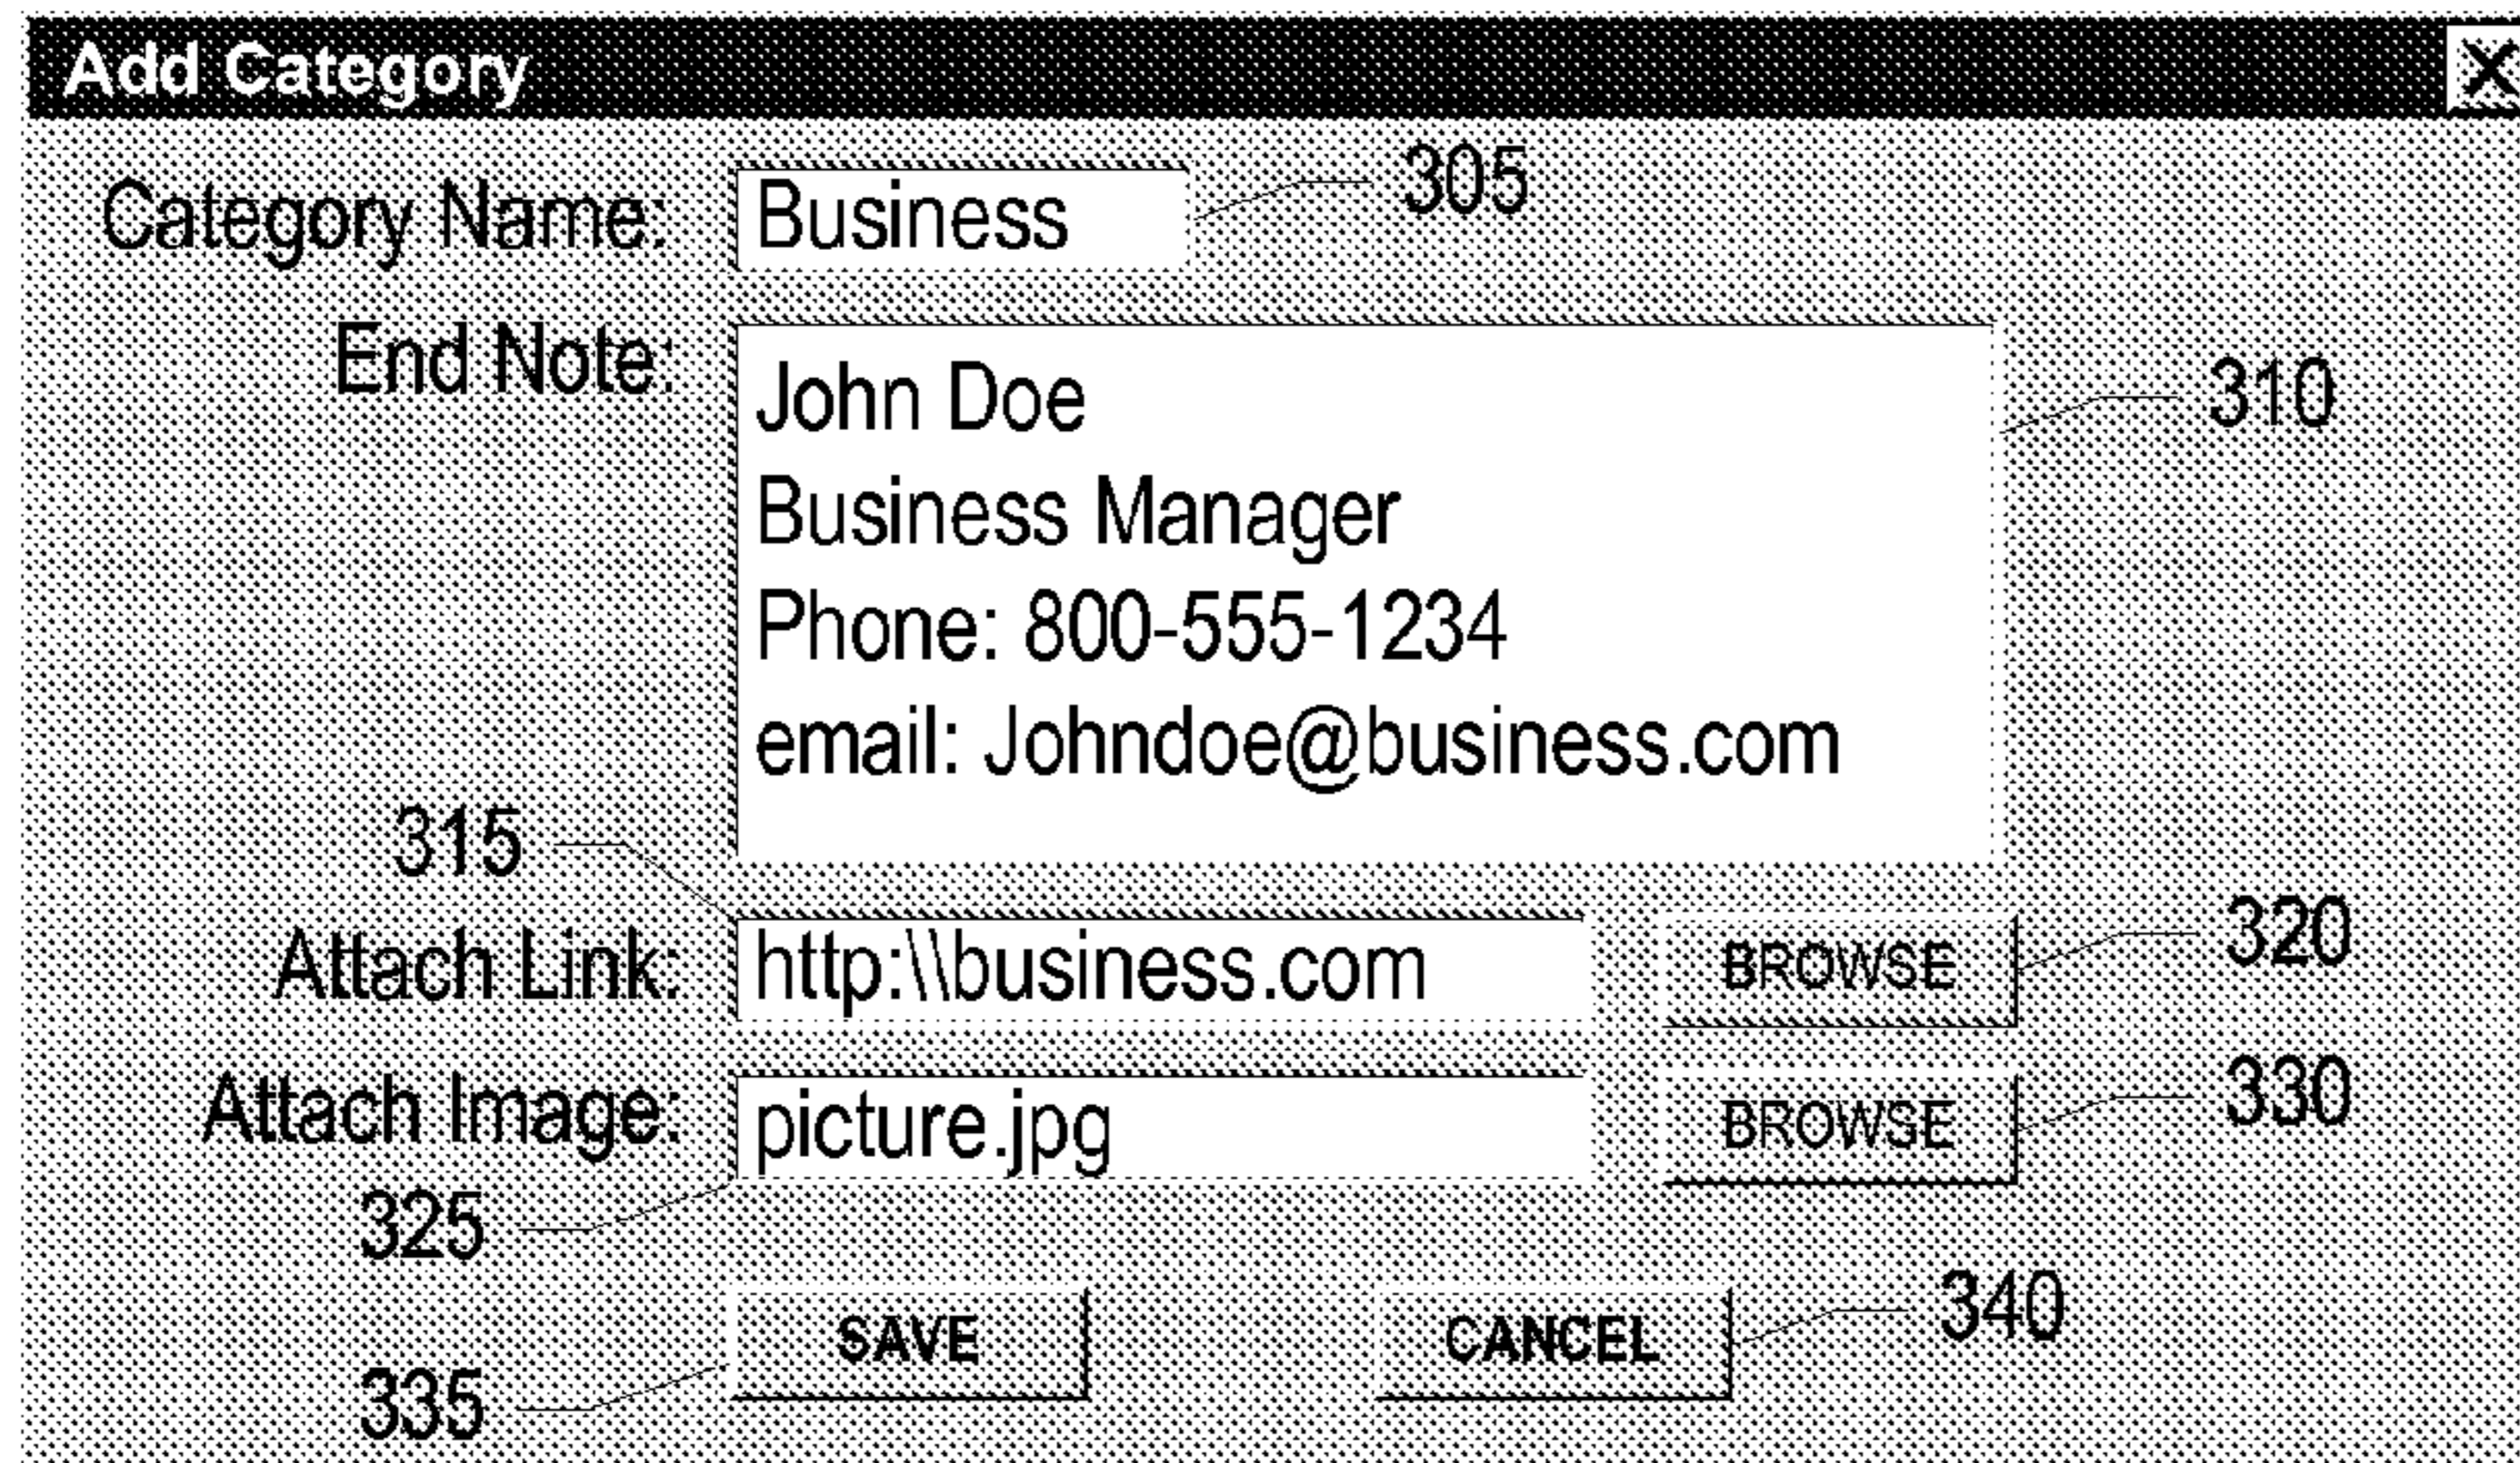 Add Category X
Category Name: Business 305
End Note: John Doe 310
Business Manager
Phone: 800-555-1234
email: Johndoe@business.com
315
Attach Link: http:\\business.com BROWSE 320
Attach Image: picture.jpg BROWSE 330
325
SAVE CANCEL 340
335